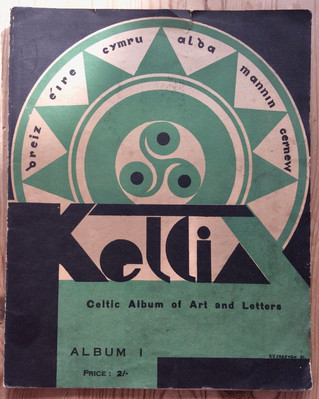 breiz éire cymru alba mannin cernew
Keltia
Celtic Album of Art and Letters
ALBUM I
PRICE : 2/-